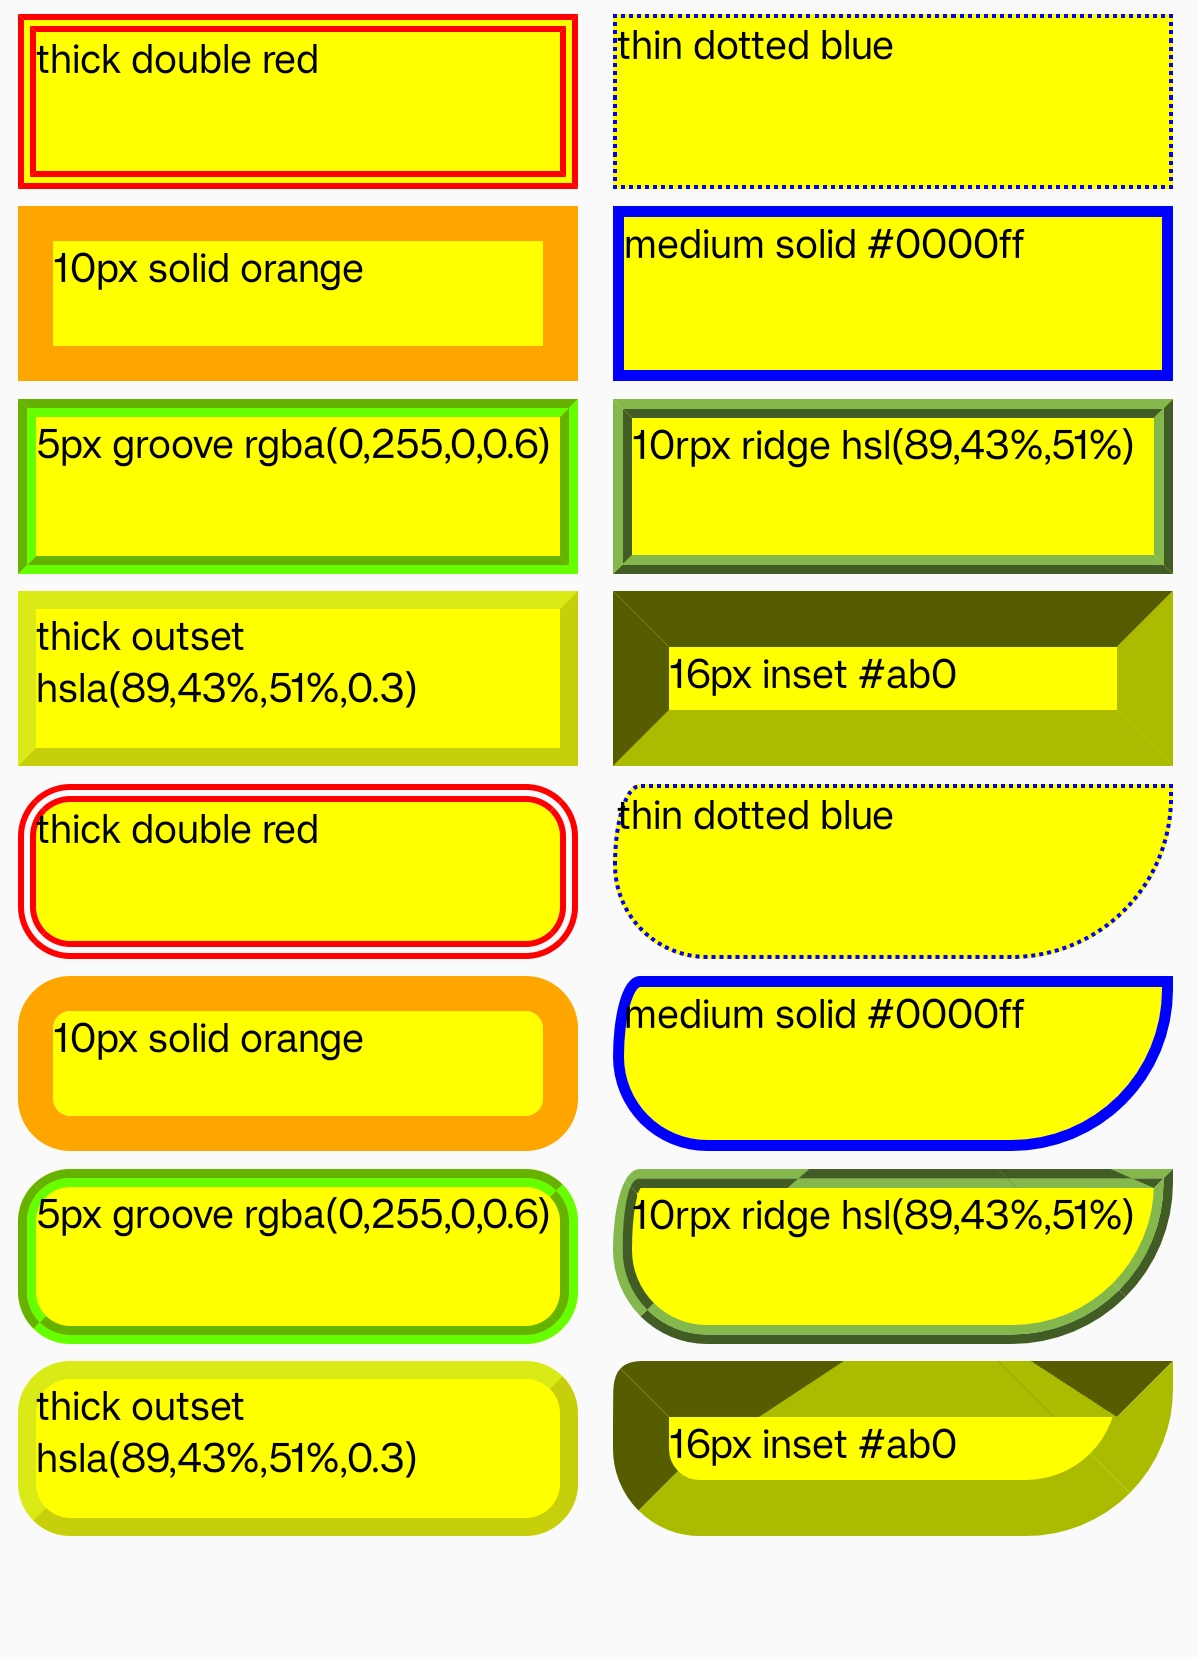 thick double red
thin dotted blue
10px solid orange
medium solid #0000ff
5px groove rgba(0,255,0,0.6)
10rpx ridge hsl(89,43%,51%)
thick outset
hsla(89,43%,51%,0.3)
16px inset #ab0
thick double red
thin dotted blue
10px solid orange
medium solid #0000ff
5px groove rgba(0,255,0,0.6)
10rpx ridge hsl(89,43%,51%)
thick outset
hsla(89,43%,51%,0.3)
16px inset #ab0